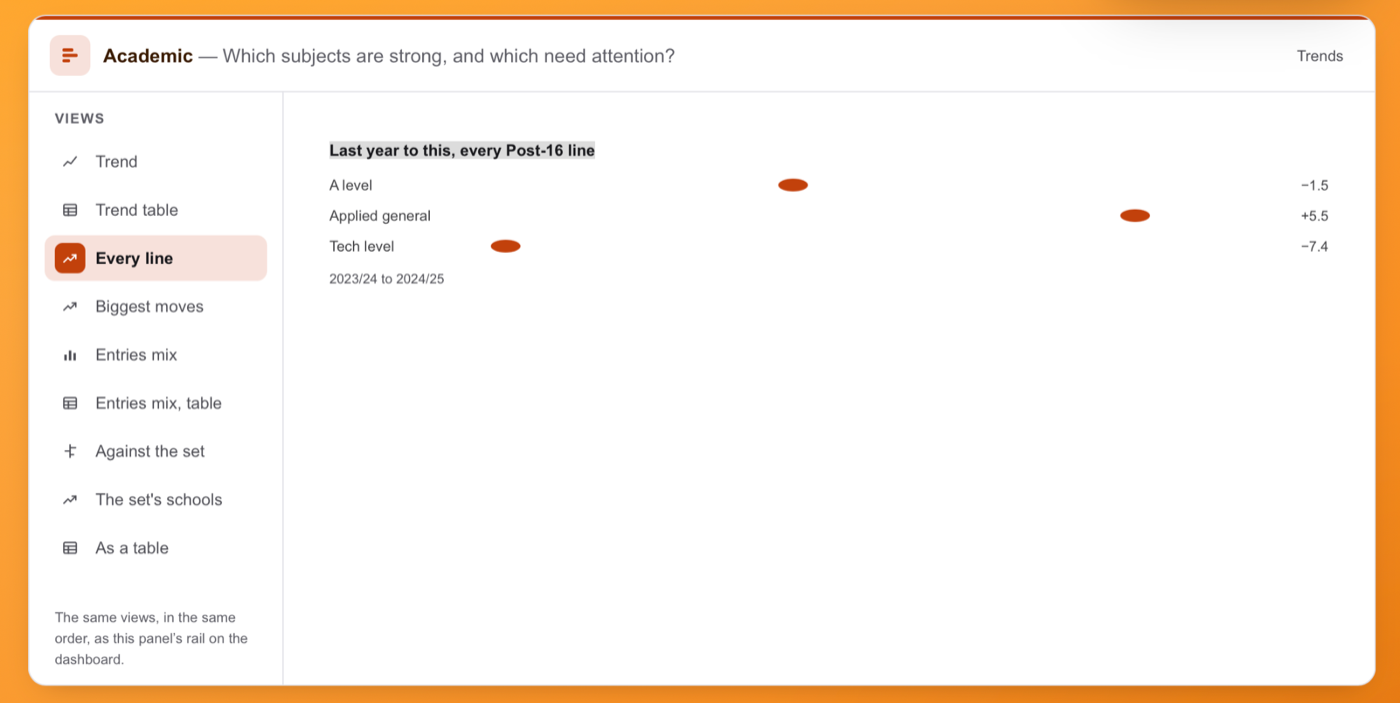 Academic — Which subjects are strong, and which need attention?
Trends
VIEWS
Trend
Trend table
Every line
Biggest moves
Entries mix
Entries mix, table
Against the set
The set's schools
As a table
The same views, in the same
order, as this panel's rail on the
dashboard.
Last year to this, every Post-16 line
A level −1.5
Applied general +5.5
Tech level −7.4
2023/24 to 2024/25